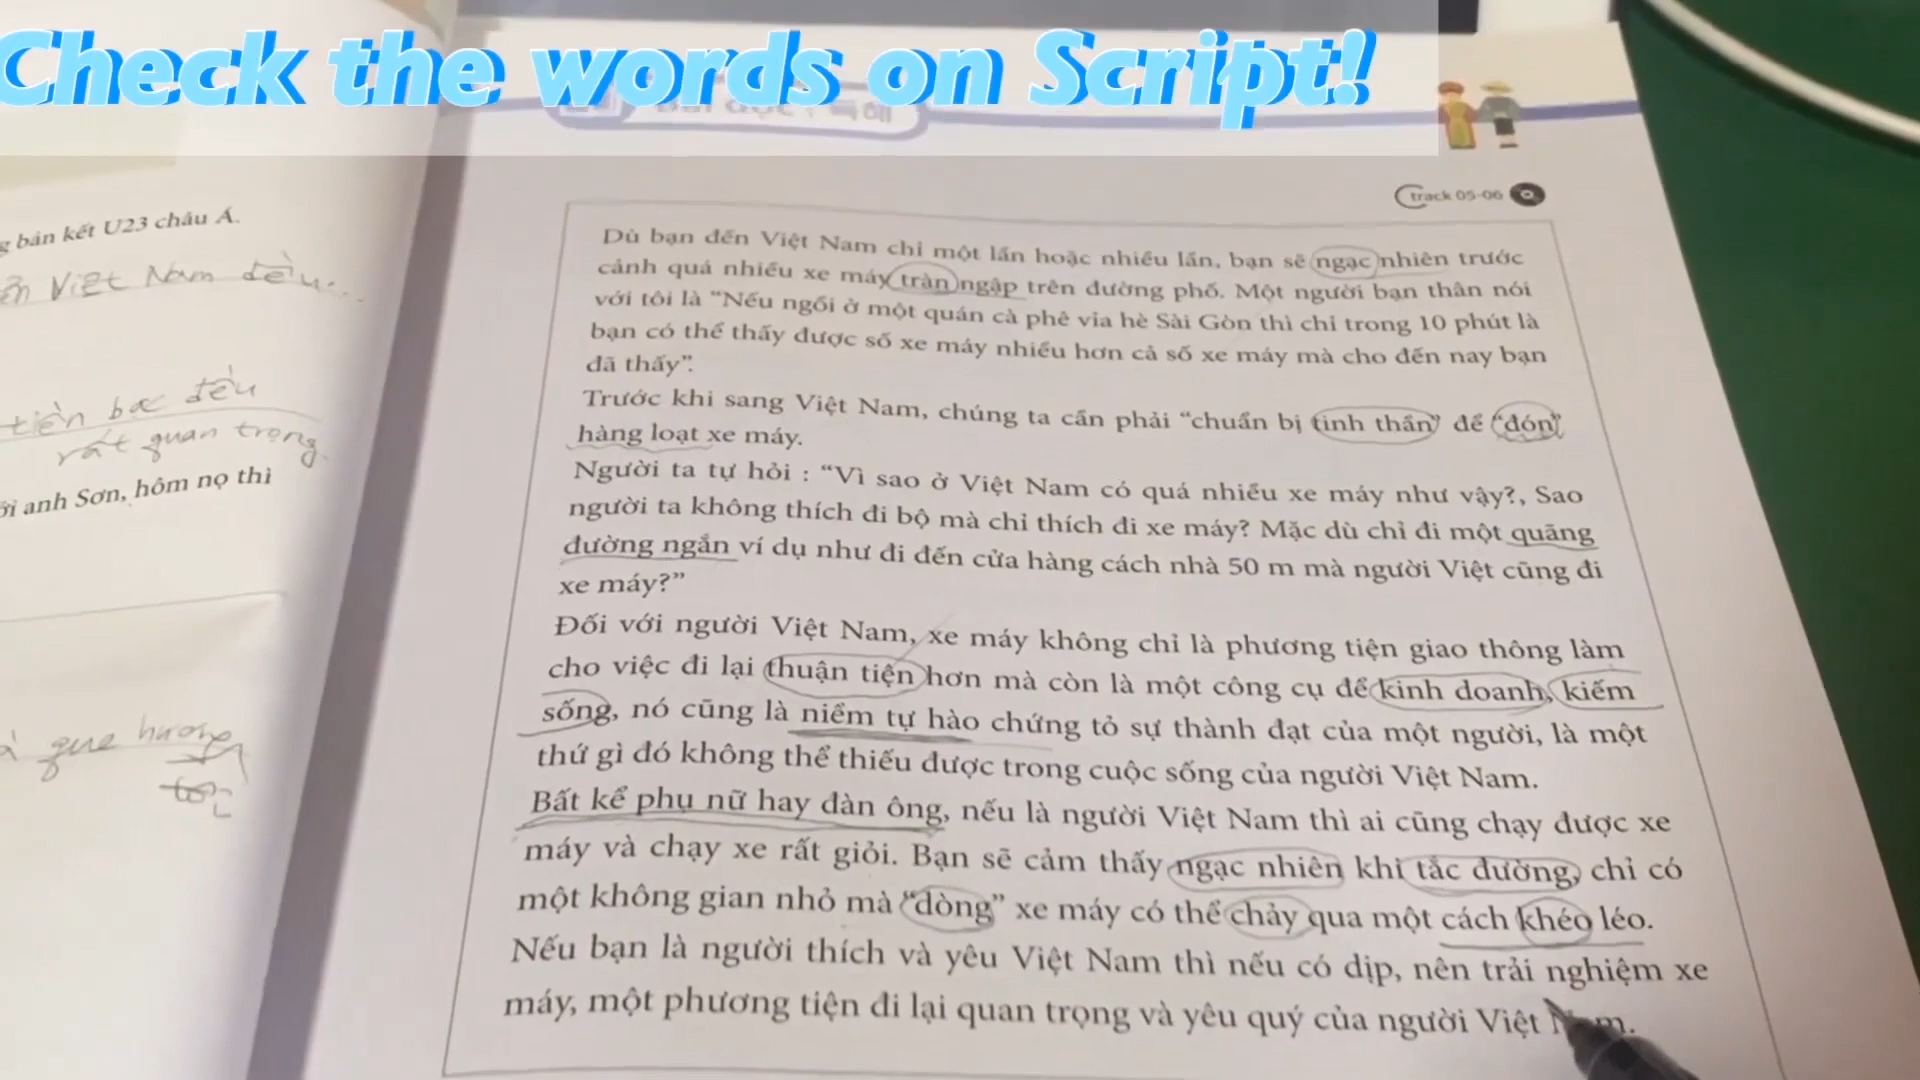 Check the words on Script!
track 05-06
g bán kết U23 châu Á.
Việt Nam đều...
tiền bạc đều
rất quan trọng.
ới anh Sơn, hôm nọ thì
que hương
Dù bạn đến Việt Nam chỉ một lần hoặc nhiều lần, bạn sẽ ngạc nhiên trước
cảnh quá nhiều xe máy tràn ngập trên đường phố. Một người bạn thân nói
với tôi là “Nếu ngồi ở một quán cà phê vỉa hè Sài Gòn thì chỉ trong 10 phút là
bạn có thể thấy được số xe máy nhiều hơn cả số xe máy mà cho đến nay bạn
đã thấy”.
Trước khi sang Việt Nam, chúng ta cần phải “chuẩn bị tinh thần” để “đón”
hàng loạt xe máy.
Người ta tự hỏi : “Vì sao ở Việt Nam có quá nhiều xe máy như vậy?, Sao
người ta không thích đi bộ mà chỉ thích đi xe máy? Mặc dù chỉ đi một quãng
đường ngắn ví dụ như đi đến cửa hàng cách nhà 50 m mà người Việt cũng đi
xe máy?”
Đối với người Việt Nam, xe máy không chỉ là phương tiện giao thông làm
cho việc đi lại thuận tiện hơn mà còn là một công cụ để kinh doanh, kiếm
sống, nó cũng là niềm tự hào chứng tỏ sự thành đạt của một người, là một
thứ gì đó không thể thiếu được trong cuộc sống của người Việt Nam.
Bất kể phụ nữ hay đàn ông, nếu là người Việt Nam thì ai cũng chạy được xe
máy và chạy xe rất giỏi. Bạn sẽ cảm thấy ngạc nhiên khi tắc đường, chỉ có
một không gian nhỏ mà “dòng” xe máy có thể chảy qua một cách khéo léo.
Nếu bạn là người thích và yêu Việt Nam thì nếu có dịp, nên trải nghiệm xe
máy, một phương tiện đi lại quan trọng và yêu quý của người Việt Nam.